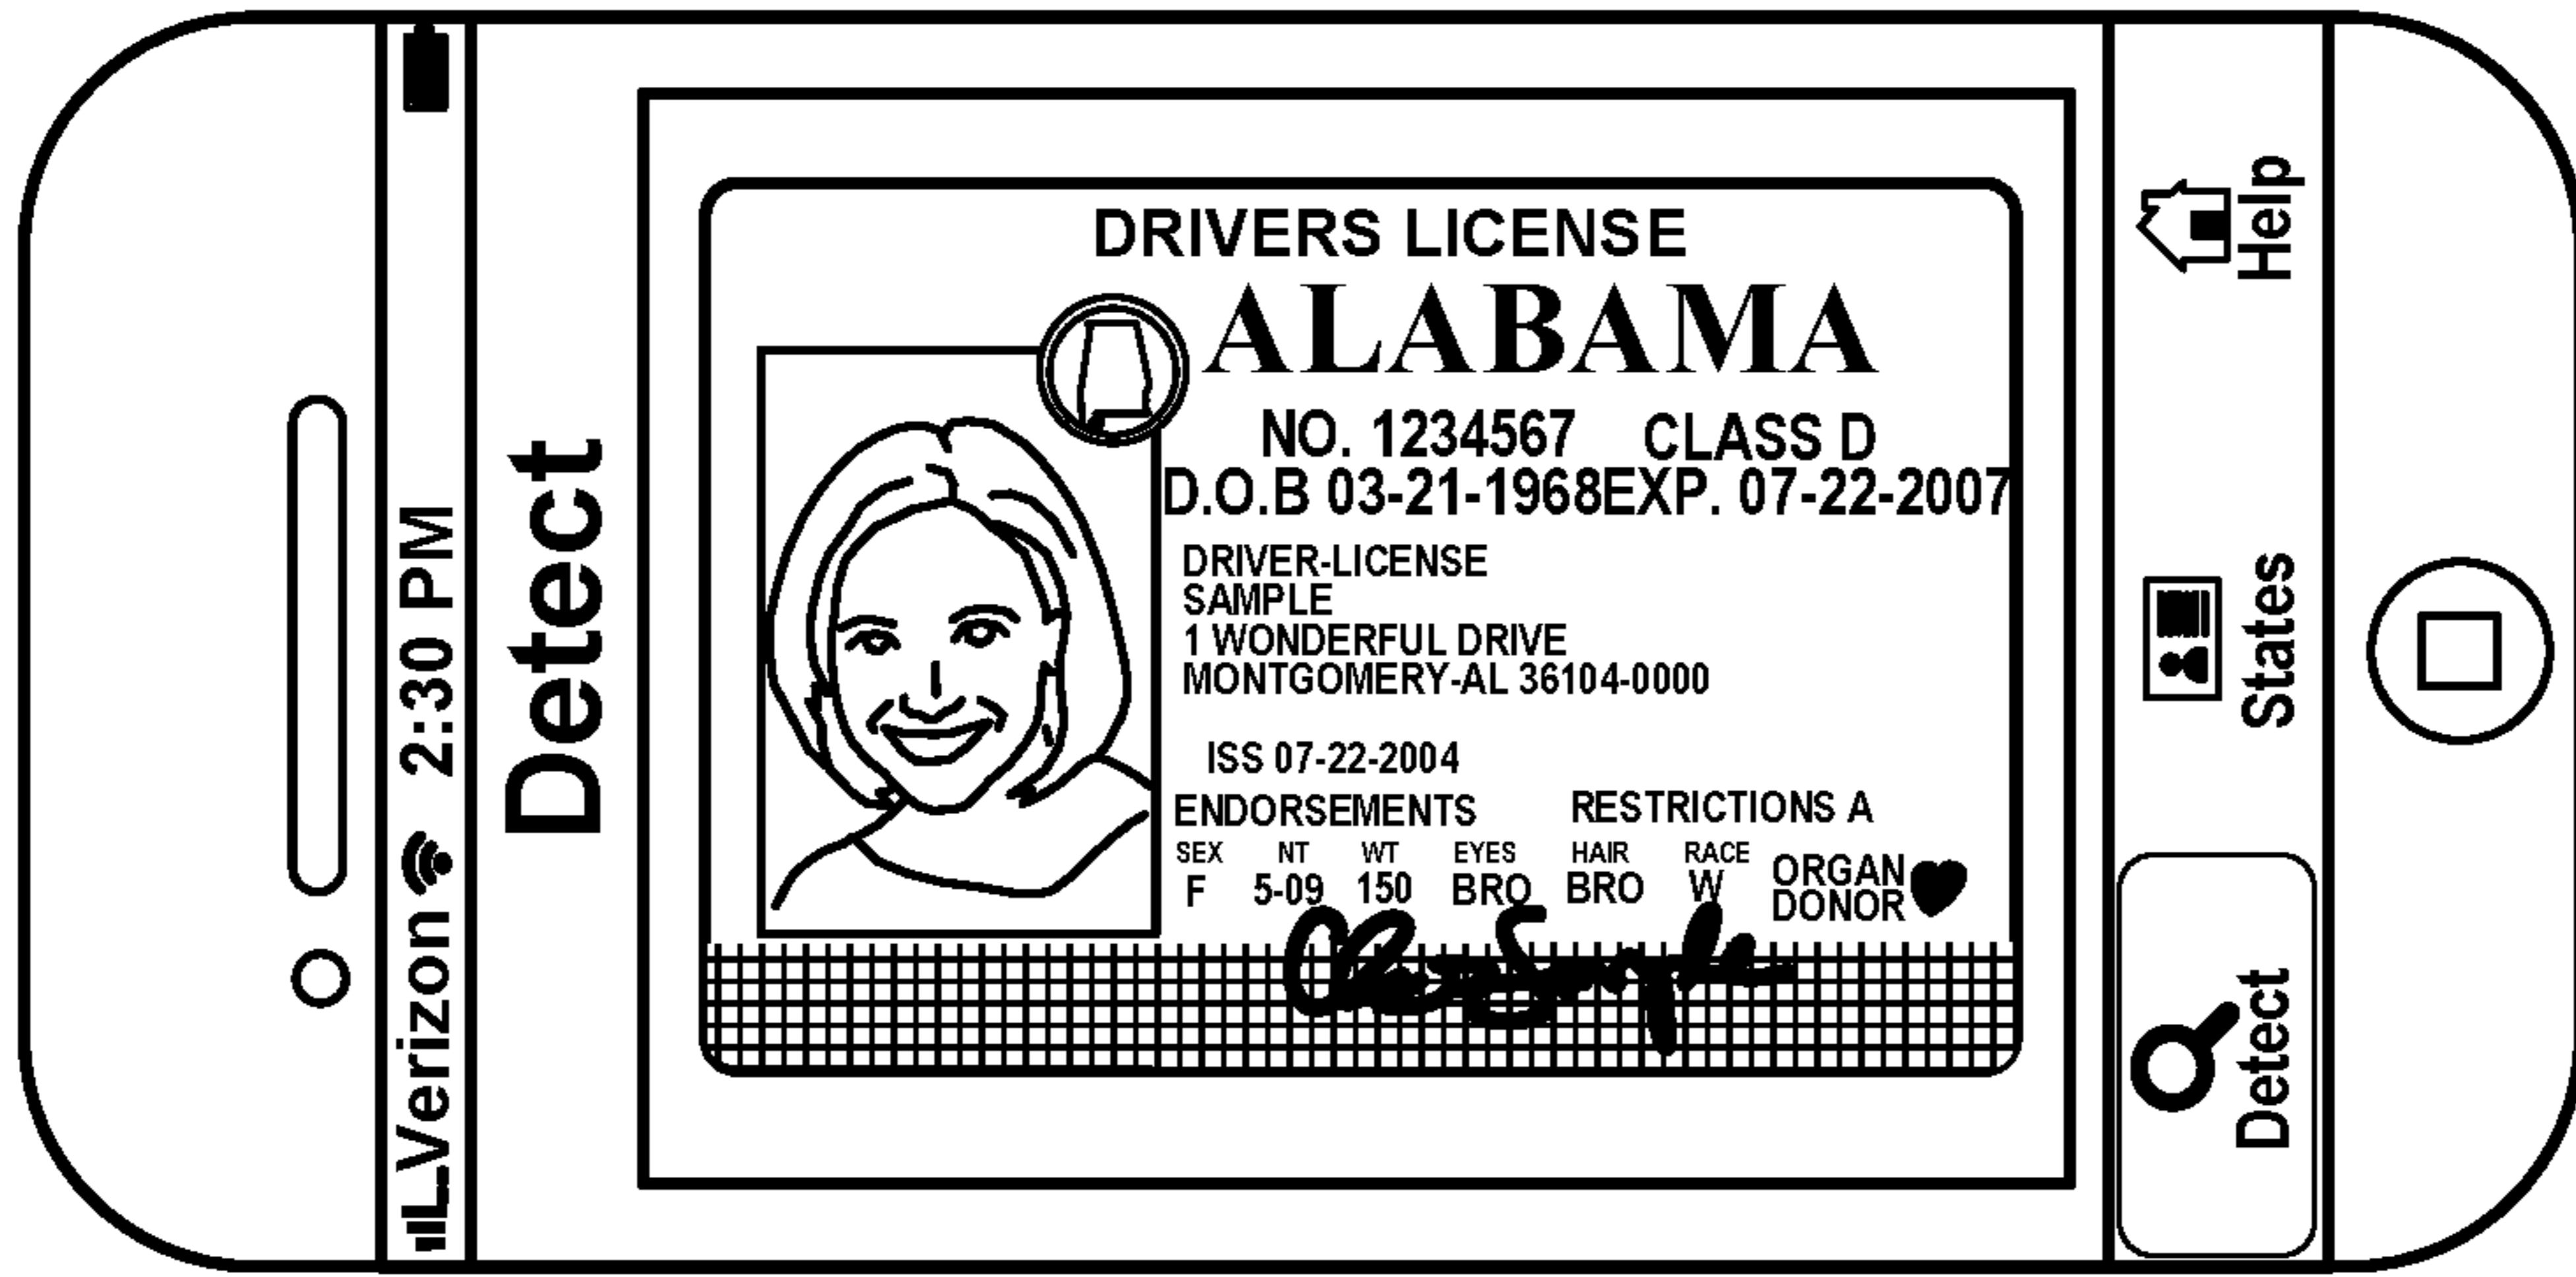 Verizon 2:30 PM
Detect
DRIVERS LICENSE
ALABAMA
NO. 1234567 CLASS D
D.O.B 03-21-1968EXP. 07-22-2007
DRIVER-LICENSE
SAMPLE
1 WONDERFUL DRIVE
MONTGOMERY-AL 36104-0000
ISS 07-22-2004
ENDORSEMENTS RESTRICTIONS A
SEX NT WT EYES HAIR RACE
F 5-09 150 BRO BRO W
ORGAN
DONOR
Detect
States
Help